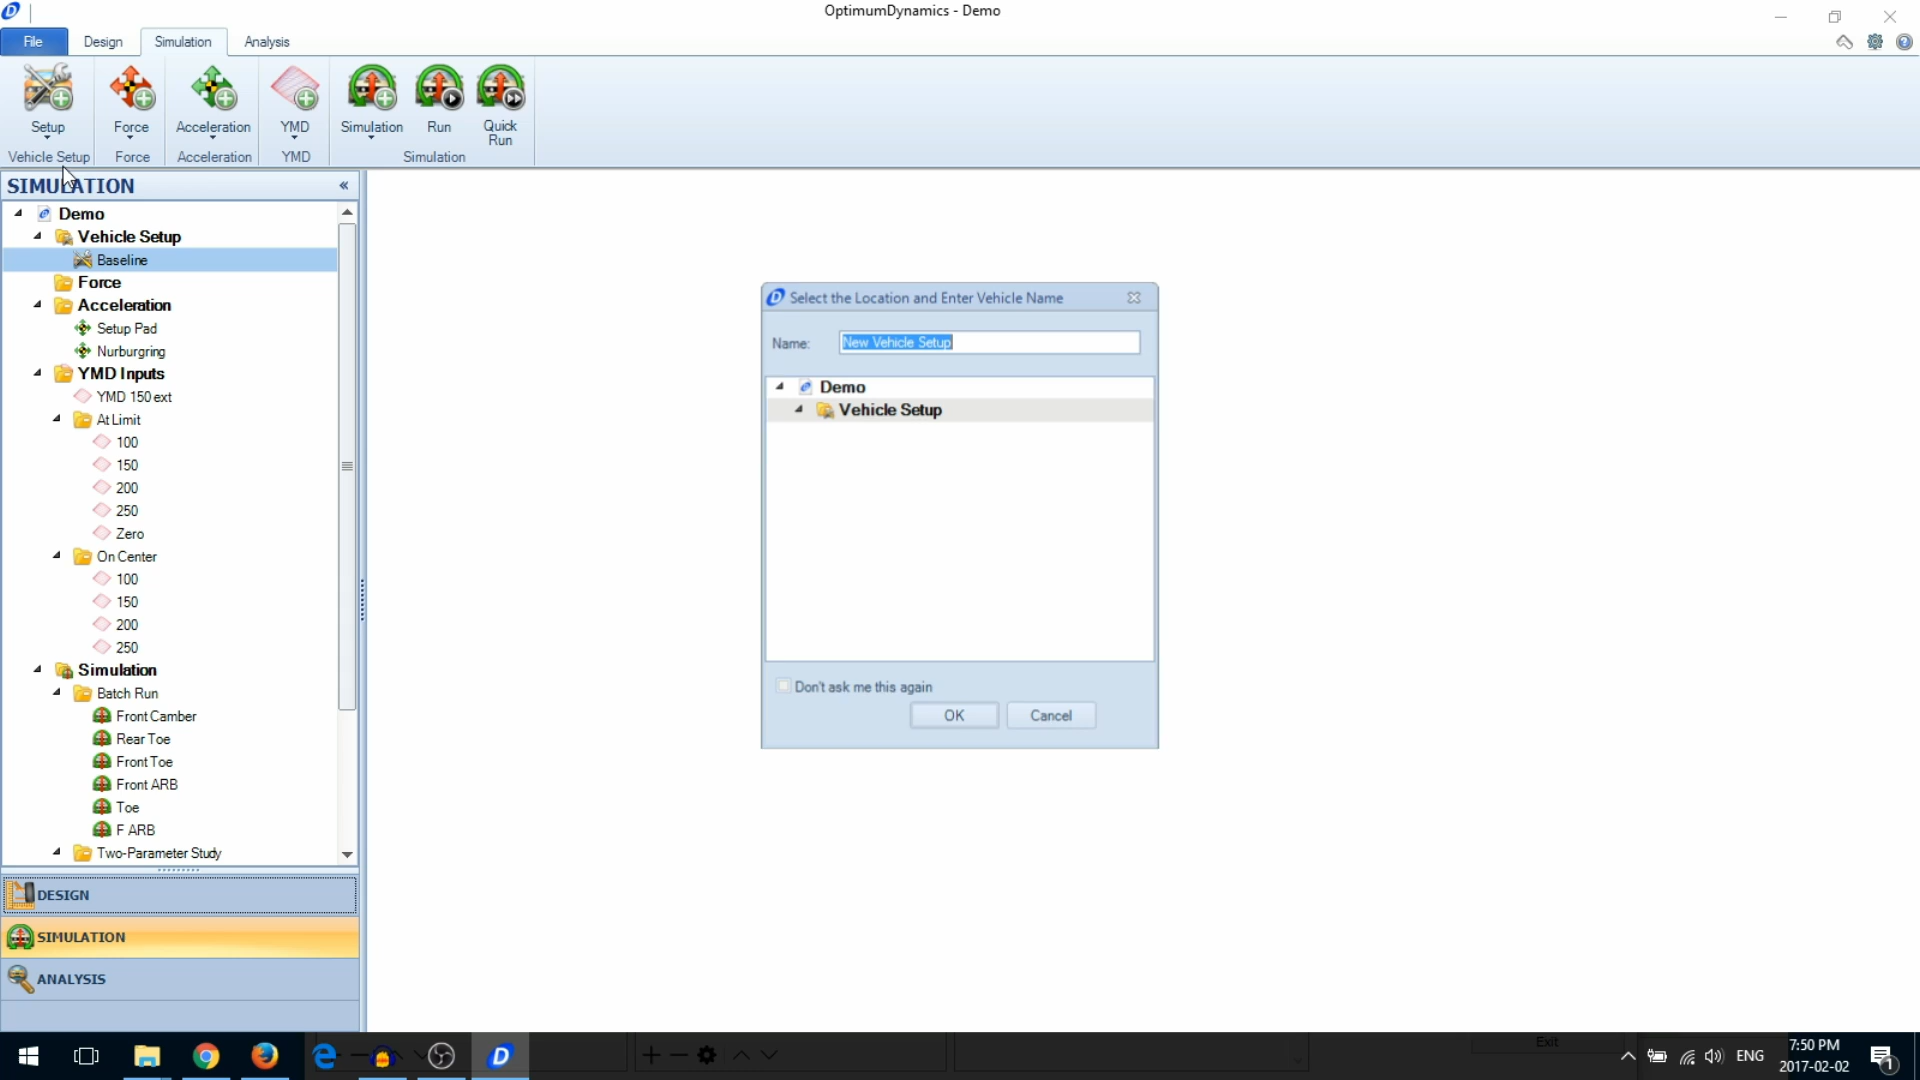 OptimumDynamics - Demo
File
Design
Simulation
Analysis
Setup
Force
Acceleration
YMD
Simulation
Run
Quick
Run
Vehicle Setup
Force
Acceleration
YMD
Simulation
SIMULATION
Demo
Vehicle Setup
Baseline
Force
Acceleration
Setup Pad
Nurburgring
YMD Inputs
YMD 150 ext
At Limit
100
150
200
250
Zero
On Center
100
150
200
250
Simulation
Batch Run
Front Camber
Rear Toe
Front Toe
Front ARB
Toe
F ARB
Two-Parameter Study
DESIGN
SIMULATION
ANALYSIS
Select the Location and Enter Vehicle Name
Name:
New Vehicle Setup
Demo
Vehicle Setup
Don't ask me this again
OK
Cancel
Exit
ENG
7:50 PM
2017-02-02
1